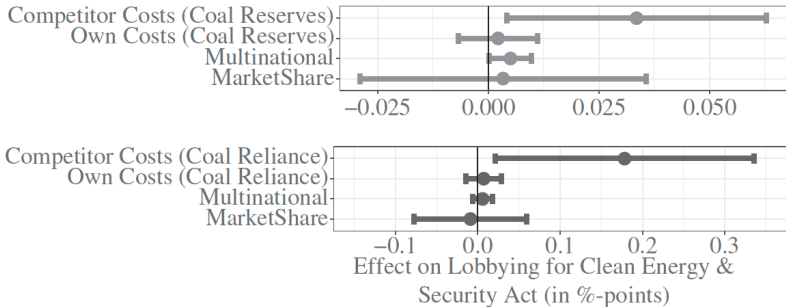 Competitor Costs (Coal Reserves)
Own Costs (Coal Reserves)
Multinational
MarketShare
−0.025 0.000 0.025 0.050
Competitor Costs (Coal Reliance)
Own Costs (Coal Reliance)
Multinational
MarketShare
−0.1 0.0 0.1 0.2 0.3
Effect on Lobbying for Clean Energy &
Security Act (in %-points)